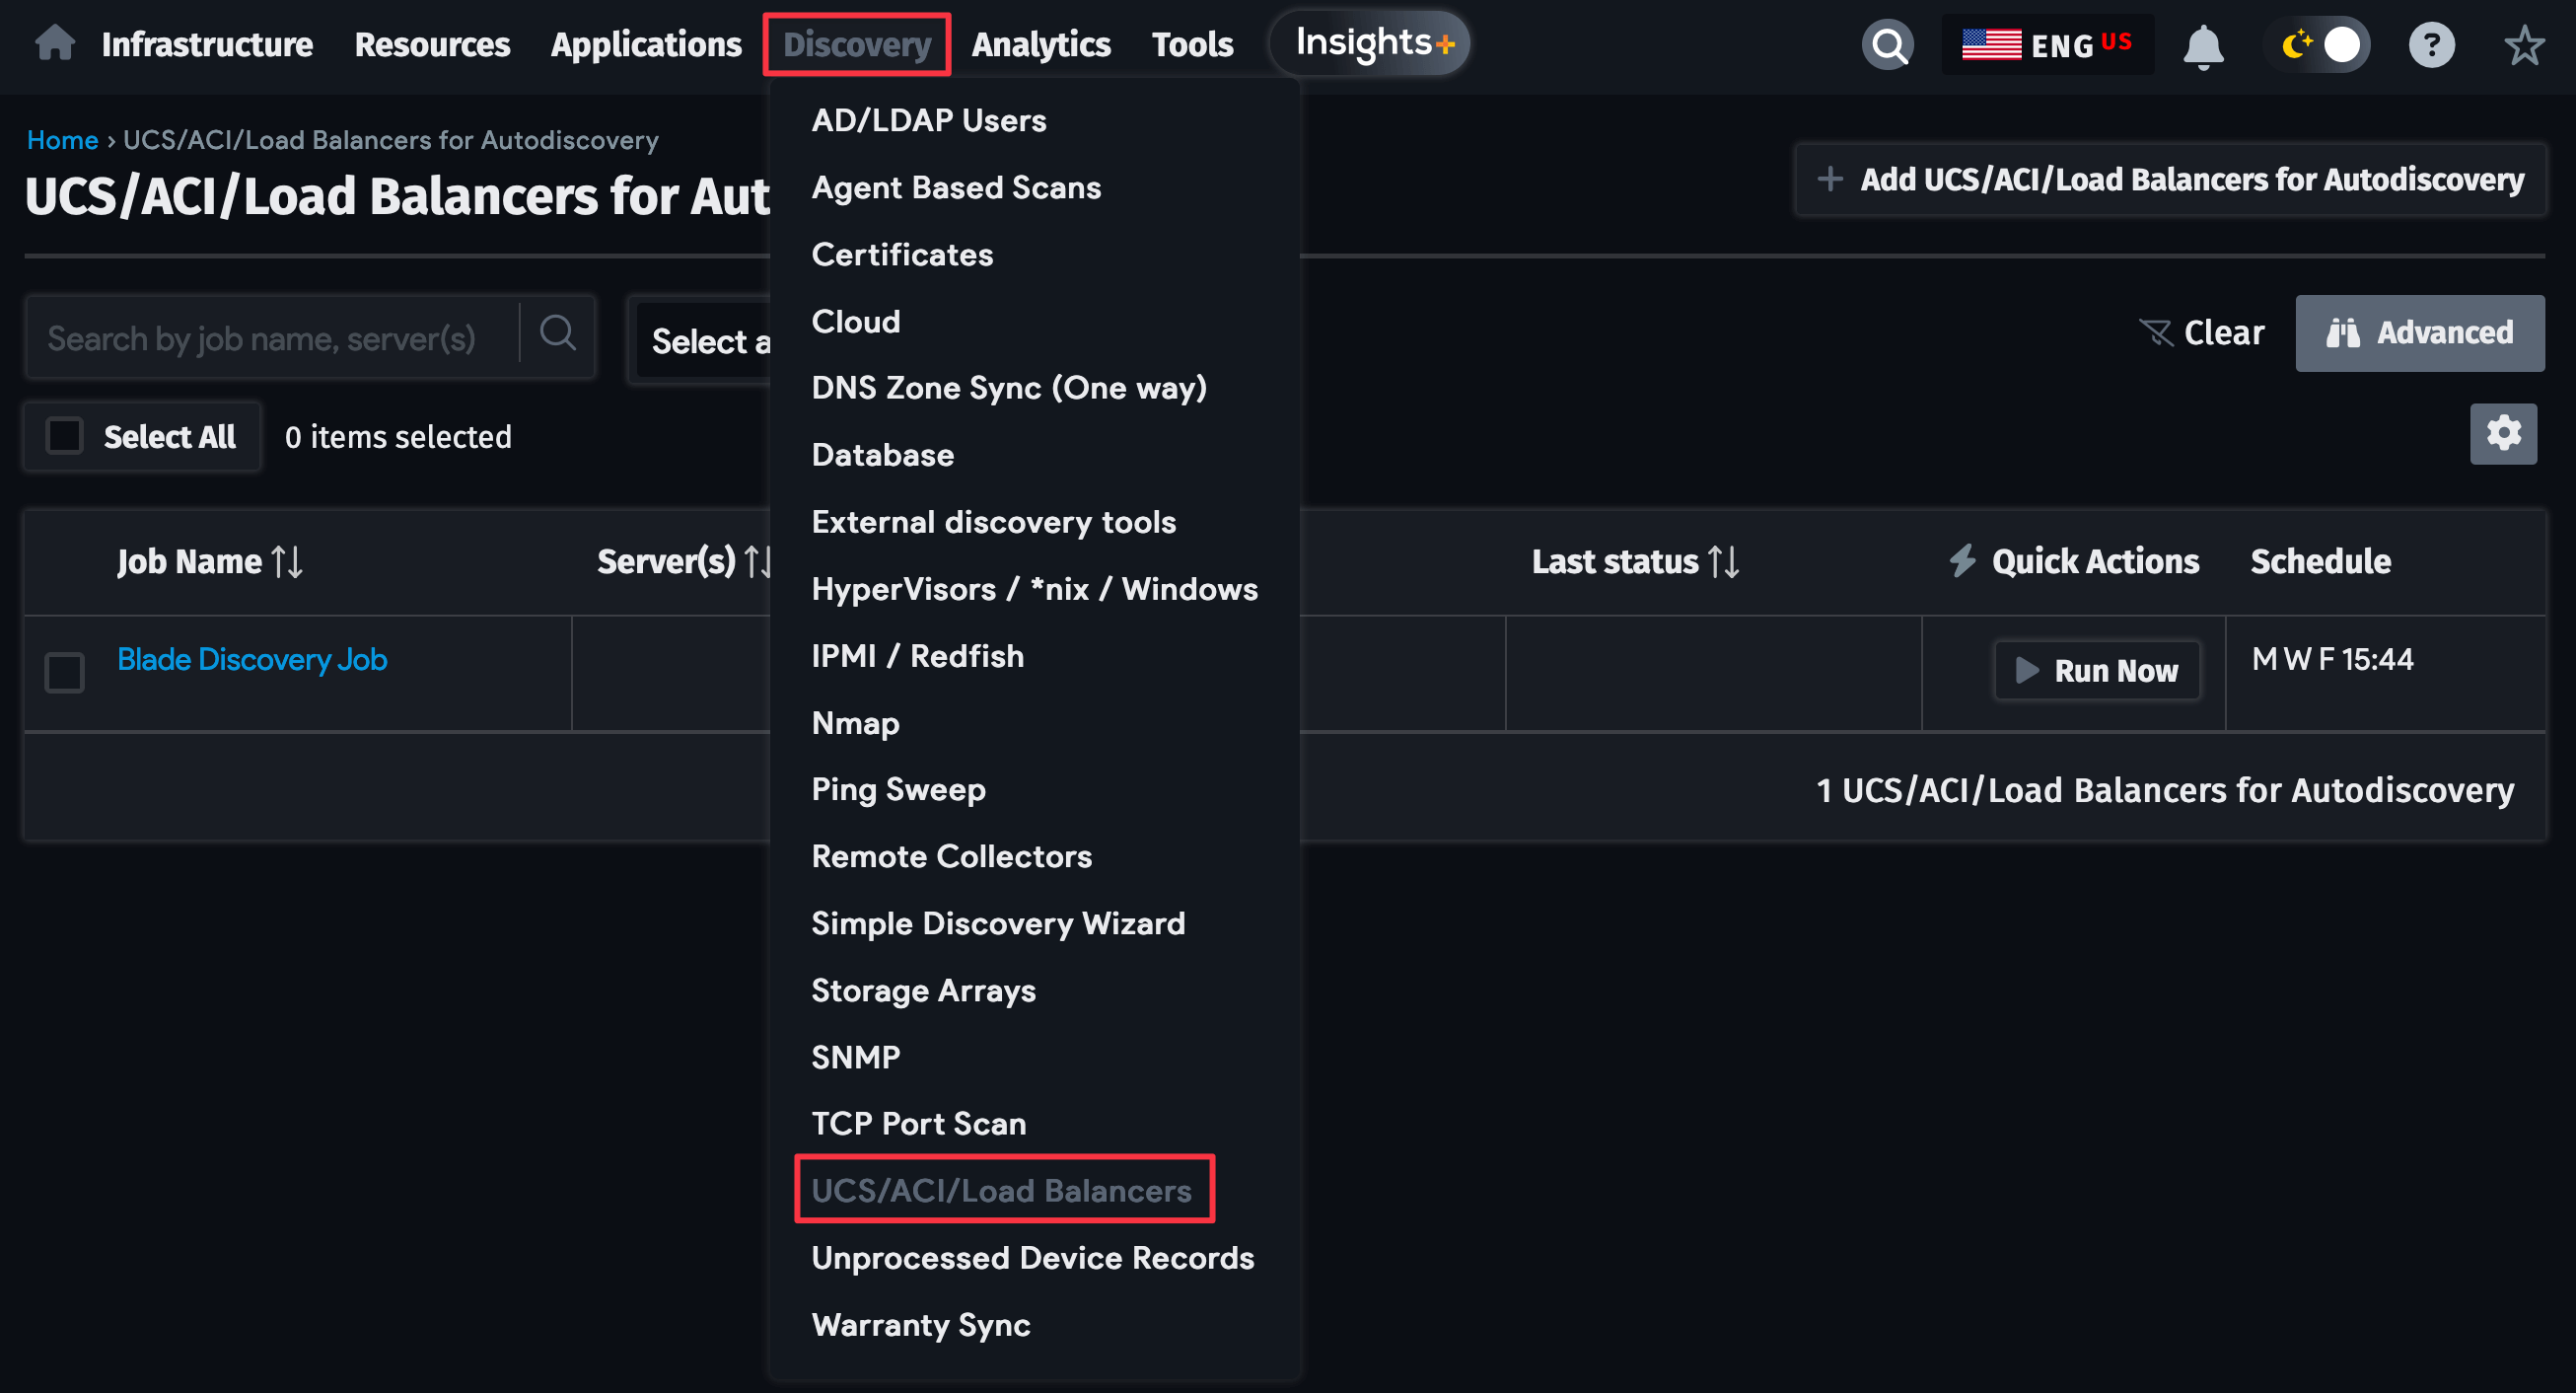 Infrastructure Resources Applications Discovery Analytics Tools Insights+ ENG US ?
Home › UCS/ACI/Load Balancers for Autodiscovery
UCS/ACI/Load Balancers for Aut
+ Add UCS/ACI/Load Balancers for Autodiscovery
Search by job name, server(s)
Select a
Clear
Advanced
Select All
0 items selected
Job Name Server(s) Last status Quick Actions Schedule
Blade Discovery Job Run Now M W F 15:44
1 UCS/ACI/Load Balancers for Autodiscovery
AD/LDAP Users
Agent Based Scans
Certificates
Cloud
DNS Zone Sync (One way)
Database
External discovery tools
HyperVisors / *nix / Windows
IPMI / Redfish
Nmap
Ping Sweep
Remote Collectors
Simple Discovery Wizard
Storage Arrays
SNMP
TCP Port Scan
UCS/ACI/Load Balancers
Unprocessed Device Records
Warranty Sync